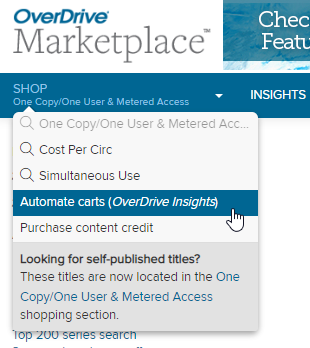 OverDrive
Marketplace™
Chec
Featu
SHOP
One Copy/One User & Metered Access
INSIGHTS
One Copy/One User & Metered Acc...
Cost Per Circ
Simultaneous Use
Automate carts (OverDrive Insights)
Purchase content credit
Looking for self-published titles?
These titles are now located in the One
Copy/One User & Metered Access
shopping section.
Top 200 series search